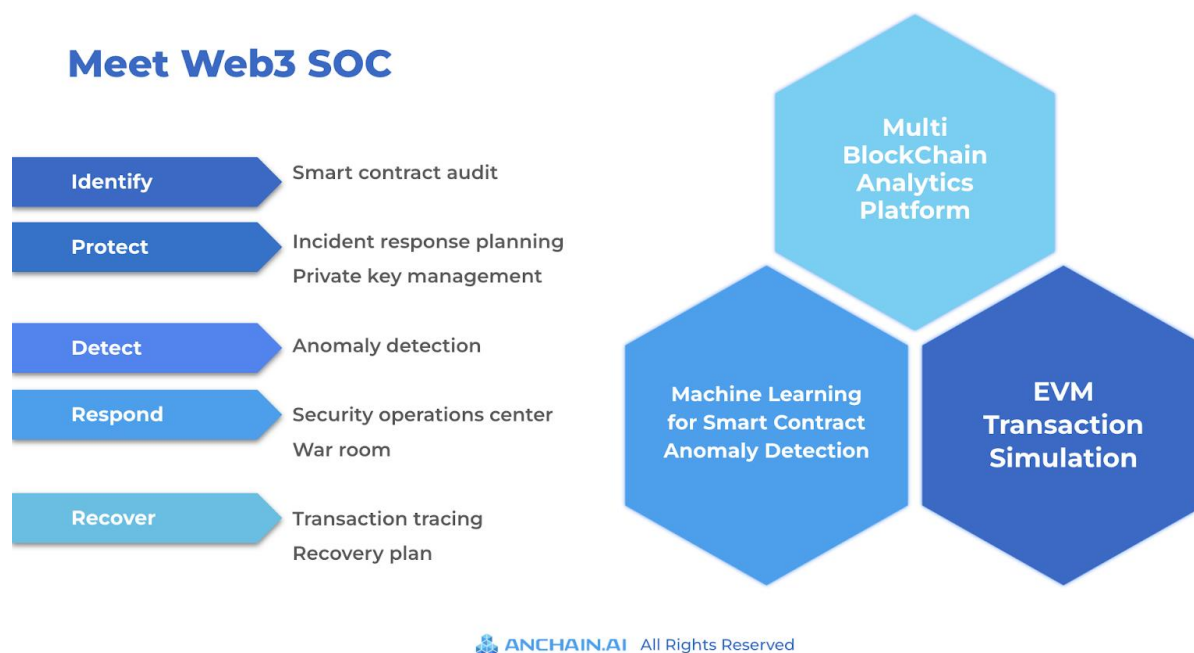 Meet Web3 SOC
Identify
Smart contract audit
Protect
Incident response planning
Private key management
Detect
Anomaly detection
Respond
Security operations center
War room
Recover
Transaction tracing
Recovery plan
Multi
BlockChain
Analytics
Platform
Machine Learning
for Smart Contract
Anomaly Detection
EVM
Transaction
Simulation
ANCHAIN.AI All Rights Reserved